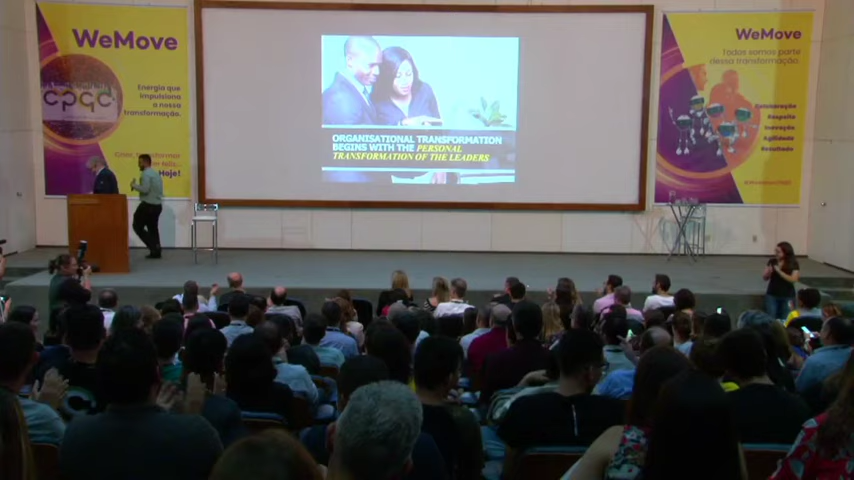 WeMove
cpqd
Energia que
impulsiona
a nossa
transformação.
Hoje!
ORGANISATIONAL TRANSFORMATION
BEGINS WITH THE PERSONAL
TRANSFORMATION OF THE LEADERS
WeMove
Todos somos parte
dessa transformação.
Colaboração
Respeito
Inovação
Agilidade
Resultado